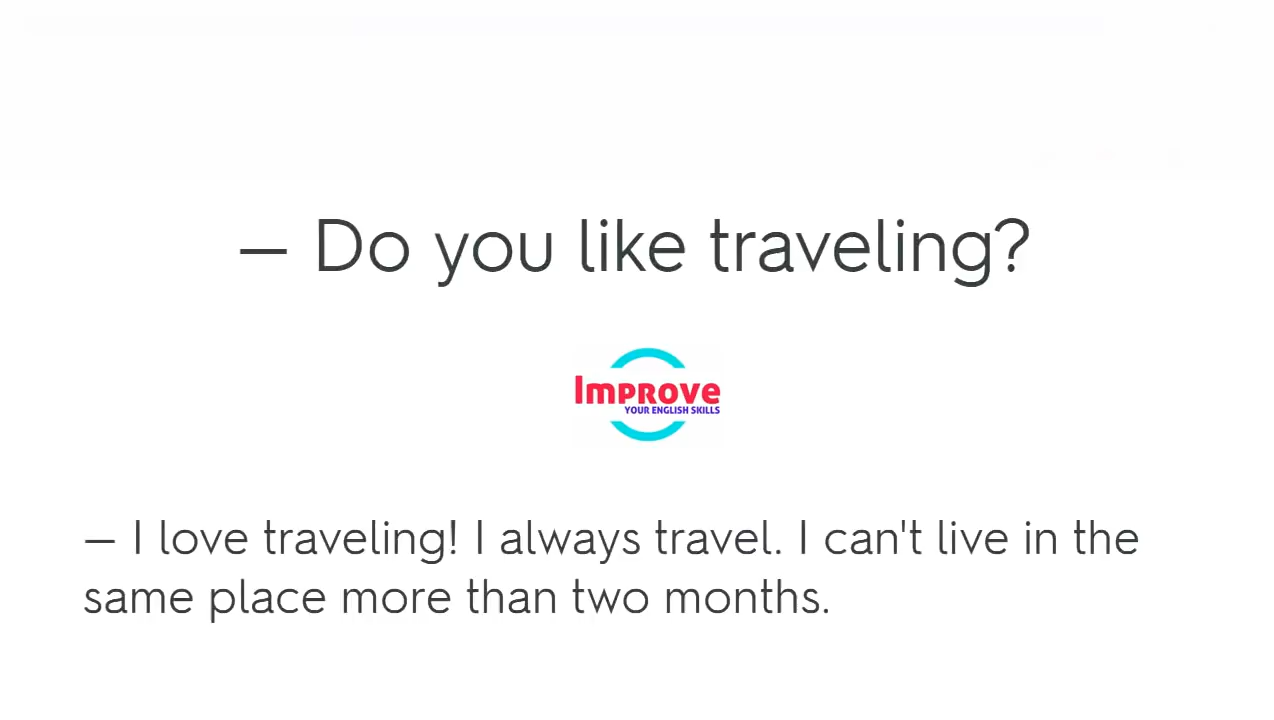 – Do you like traveling?
Improve
YOUR ENGLISH SKILLS
– I love traveling! I always travel. I can't live in the
same place more than two months.